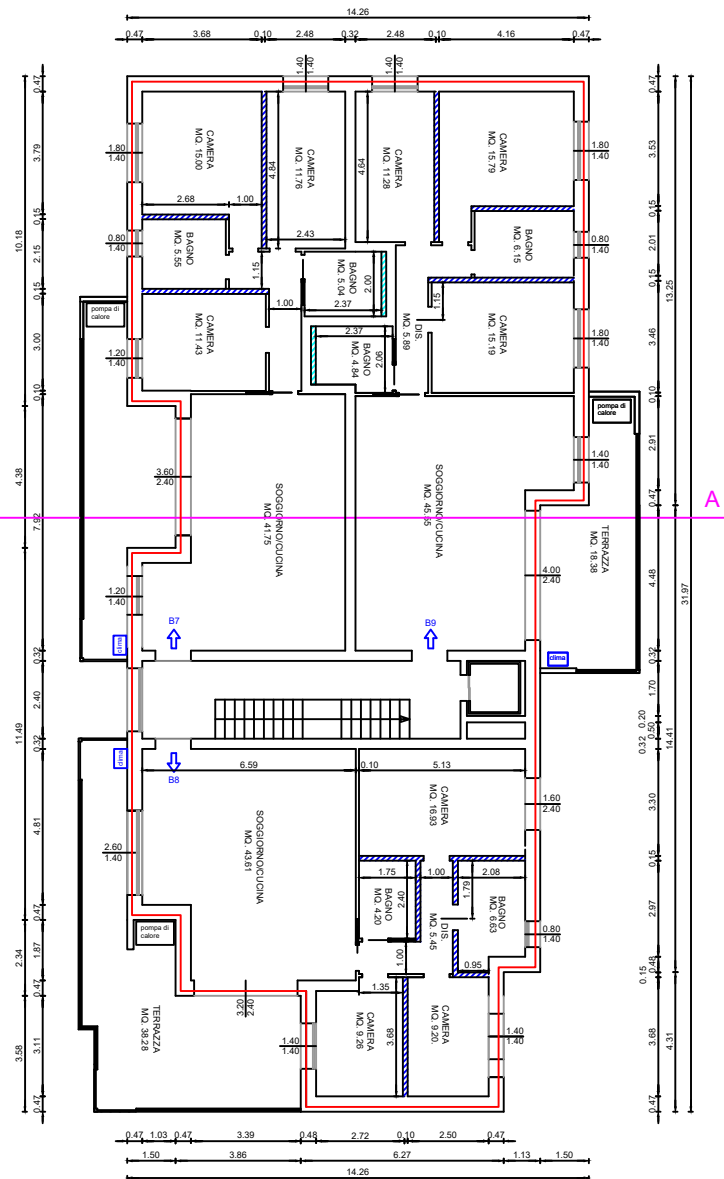 14.26
0.47 3.68 0.10 2.48 0.32 2.48 0.10 4.16 0.47
1.40
1.40
1.40
1.40
0.47
3.79
0.15
2.15
0.15
3.00
0.10
7.92
0.32
2.40
0.32
4.81
0.47
1.87
0.47
3.11
0.47
10.18
4.38
11.49
2.34
3.58
0.47
3.53
0.15
2.01
0.15
3.46
0.10
2.91
0.47
4.48
0.32
1.70
0.20
0.50
0.32
3.30
0.15
2.97
0.48
0.15
3.68
0.47
13.25
14.41
4.31
31.97
CAMERA
MQ. 15.00
CAMERA
MQ. 11.76
CAMERA
MQ. 11.28
CAMERA
MQ. 15.79
1.80
1.40
1.80
1.40
4.84
4.64
2.68
1.00
2.43
BAGNO
MQ. 5.55
0.80
1.40
1.15
BAGNO
MQ. 5.04
2.00
2.37
BAGNO
MQ. 6.15
0.80
1.40
pompa di
calore
CAMERA
MQ. 11.43
1.20
1.40
1.00
2.37
BAGNO
MQ. 4.84
2.06
DIS.
MQ. 5.89
1.15
CAMERA
MQ. 15.19
1.80
1.40
pompa di
calore
1.40
1.40
3.60
2.40
SOGGIORNO/CUCINA
MQ. 41.75
SOGGIORNO/CUCINA
MQ. 45.55
A
TERRAZZA
MQ. 18.38
4.00
2.40
1.20
1.40
B7
B9
clima
clima
clima
B8
6.59 0.10 5.13
SOGGIORNO/CUCINA
MQ. 43.61
CAMERA
MQ. 16.93
1.60
2.40
2.60
1.40
1.75 1.00 2.08
BAGNO
MQ. 4.20
2.40
1.79
DIS.
MQ. 5.45
BAGNO
MQ. 6.63
0.80
1.40
0.95
1.00
pompa di
calore
TERRAZZA
MQ. 38.28
3.20
2.40
1.35
CAMERA
MQ. 9.26
3.68
CAMERA
MQ. 9.20
1.40
1.40
1.40
1.40
0.47 1.03 0.47 3.39 0.48 2.72 0.10 2.50 0.47
1.50 3.86 6.27 1.13 1.50
14.26